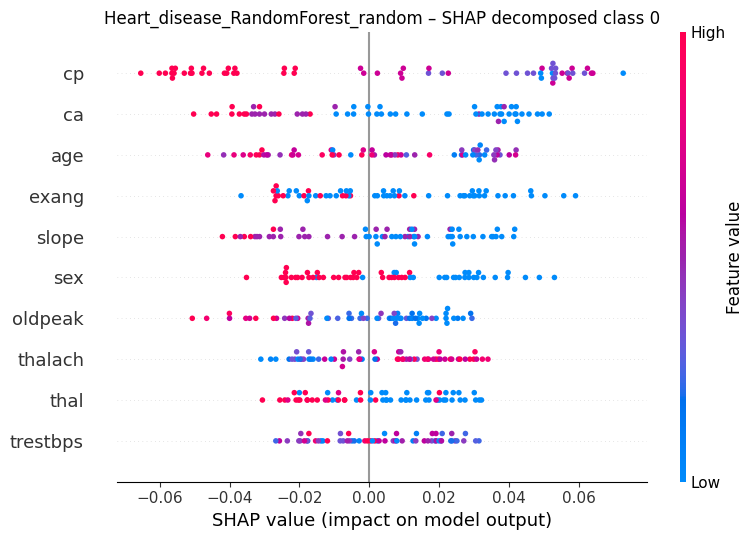 Heart_disease_RandomForest_random – SHAP decomposed class 0
High
cp
ca
age
exang
slope
sex
oldpeak
thalach
thal
trestbps
Feature value
Low
−0.06 −0.04 −0.02 0.00 0.02 0.04 0.06
SHAP value (impact on model output)